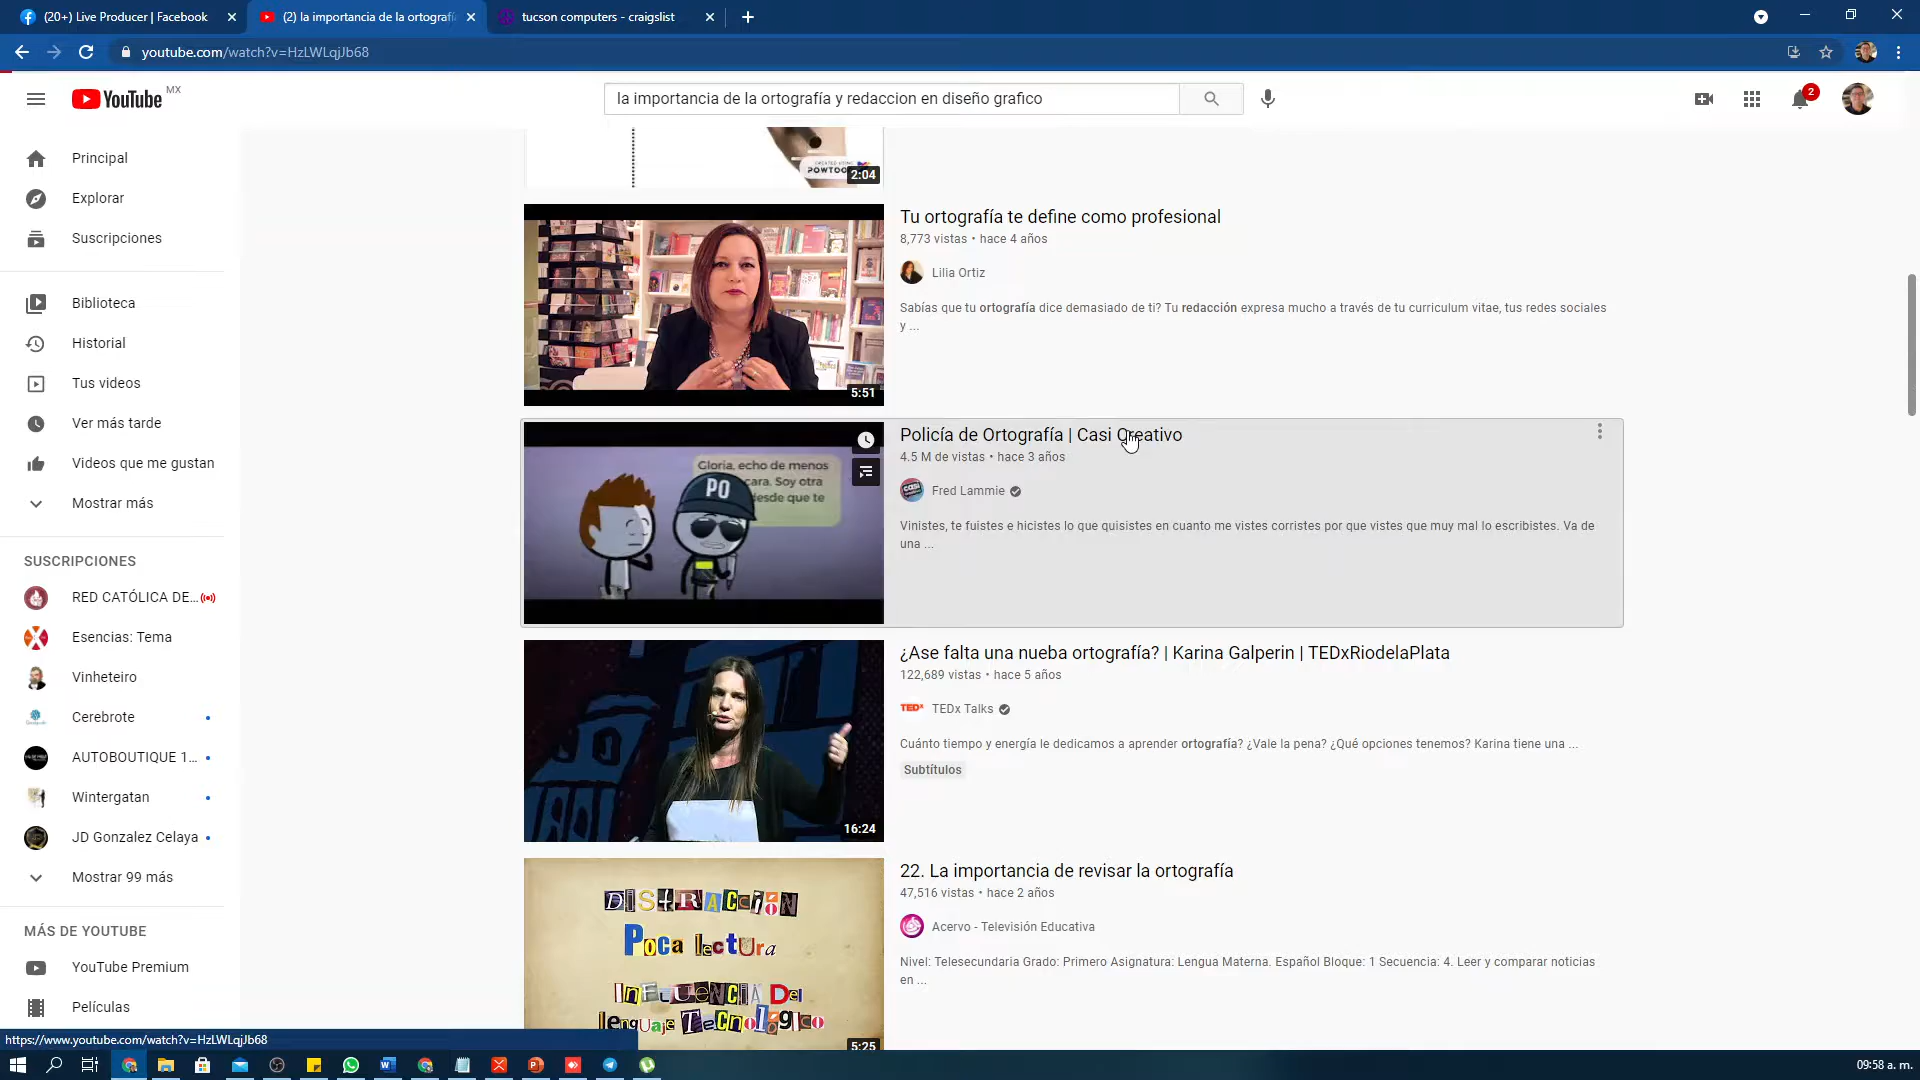 (20+) Live Producer | Facebook
(2) la importancia de la ortografí
tucson computers - craigslist
youtube.com/watch?v=HzLWLqjJb68
YouTube MX
la importancia de la ortografía y redaccion en diseño grafico
2
Principal
Explorar
Suscripciones
Biblioteca
Historial
Tus videos
Ver más tarde
Videos que me gustan
Mostrar más
SUSCRIPCIONES
RED CATÓLICA DE...
Esencias: Tema
Vinheteiro
Cerebrote
AUTOBOUTIQUE 1...
Wintergatan
JD Gonzalez Celaya
Mostrar 99 más
MÁS DE YOUTUBE
YouTube Premium
Películas
CREATED USING
POWTOO
2:04
Tu ortografía te define como profesional
8,773 vistas • hace 4 años
Lilia Ortiz
Sabías que tu ortografía dice demasiado de ti? Tu redacción expresa mucho a través de tu curriculum vitae, tus redes sociales
y ...
5:51
Gloria, echo de menos
cara. Soy otra
desde que te
PO
Policía de Ortografía | Casi Creativo
4.5 M de vistas • hace 3 años
Fred Lammie
Vinistes, te fuistes e hicistes lo que quisistes en cuanto me vistes corristes por que vistes que muy mal lo escribistes. Va de
una ...
¿Ase falta una nueba ortografía? | Karina Galperin | TEDxRiodelaPlata
122,689 vistas • hace 5 años
TEDx
TEDx Talks
Cuánto tiempo y energía le dedicamos a aprender ortografía? ¿Vale la pena? ¿Qué opciones tenemos? Karina tiene una ...
Subtítulos
16:24
DISTRACCIÓN
Poca lectura
INFLUENCIA Del
lenguaje Tecnológico
5:25
22. La importancia de revisar la ortografía
47,516 vistas • hace 2 años
Acervo - Televisión Educativa
Nivel: Telesecundaria Grado: Primero Asignatura: Lengua Materna. Español Bloque: 1 Secuencia: 4. Leer y comparar noticias
en ...
https://www.youtube.com/watch?v=HzLWLqjJb68
09:58 a. m.